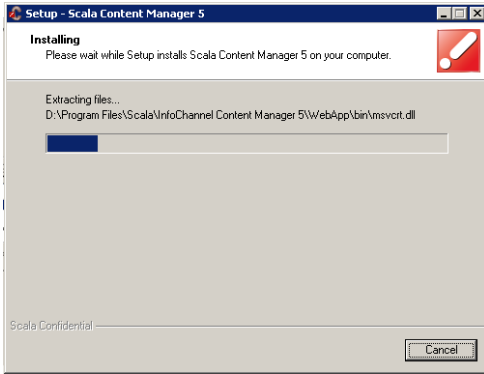 Setup - Scala Content Manager 5
Installing
Please wait while Setup installs Scala Content Manager 5 on your computer.
Extracting files...
D:\Program Files\Scala\InfoChannel Content Manager 5\WebApp\bin\msvcrt.dll
Scala Confidential
Cancel